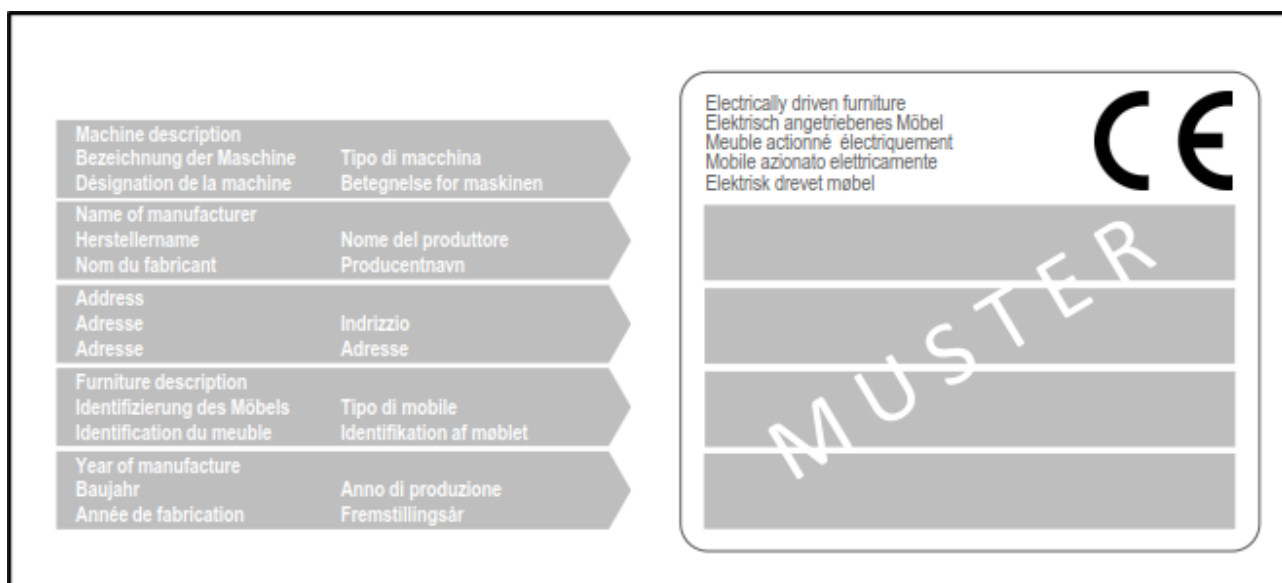 Machine description
Bezeichnung der Maschine Tipo di macchina
Désignation de la machine Betegnelse for maskinen
Name of manufacturer
Herstellername Nome del produttore
Nom du fabricant Producentnavn
Address
Adresse Indrizzio
Adresse Adresse
Furniture description
Identifizierung des Möbels Tipo di mobile
Identification du meuble Identifikation af møblet
Year of manufacture
Baujahr Anno di produzione
Année de fabrication Fremstillingsår
Electrically driven furniture
Elektrisch angetriebenes Möbel
Meuble actionné électriquement
Mobile azionato elettricamente
Elektrisk drevet møbel
CE
MUSTER